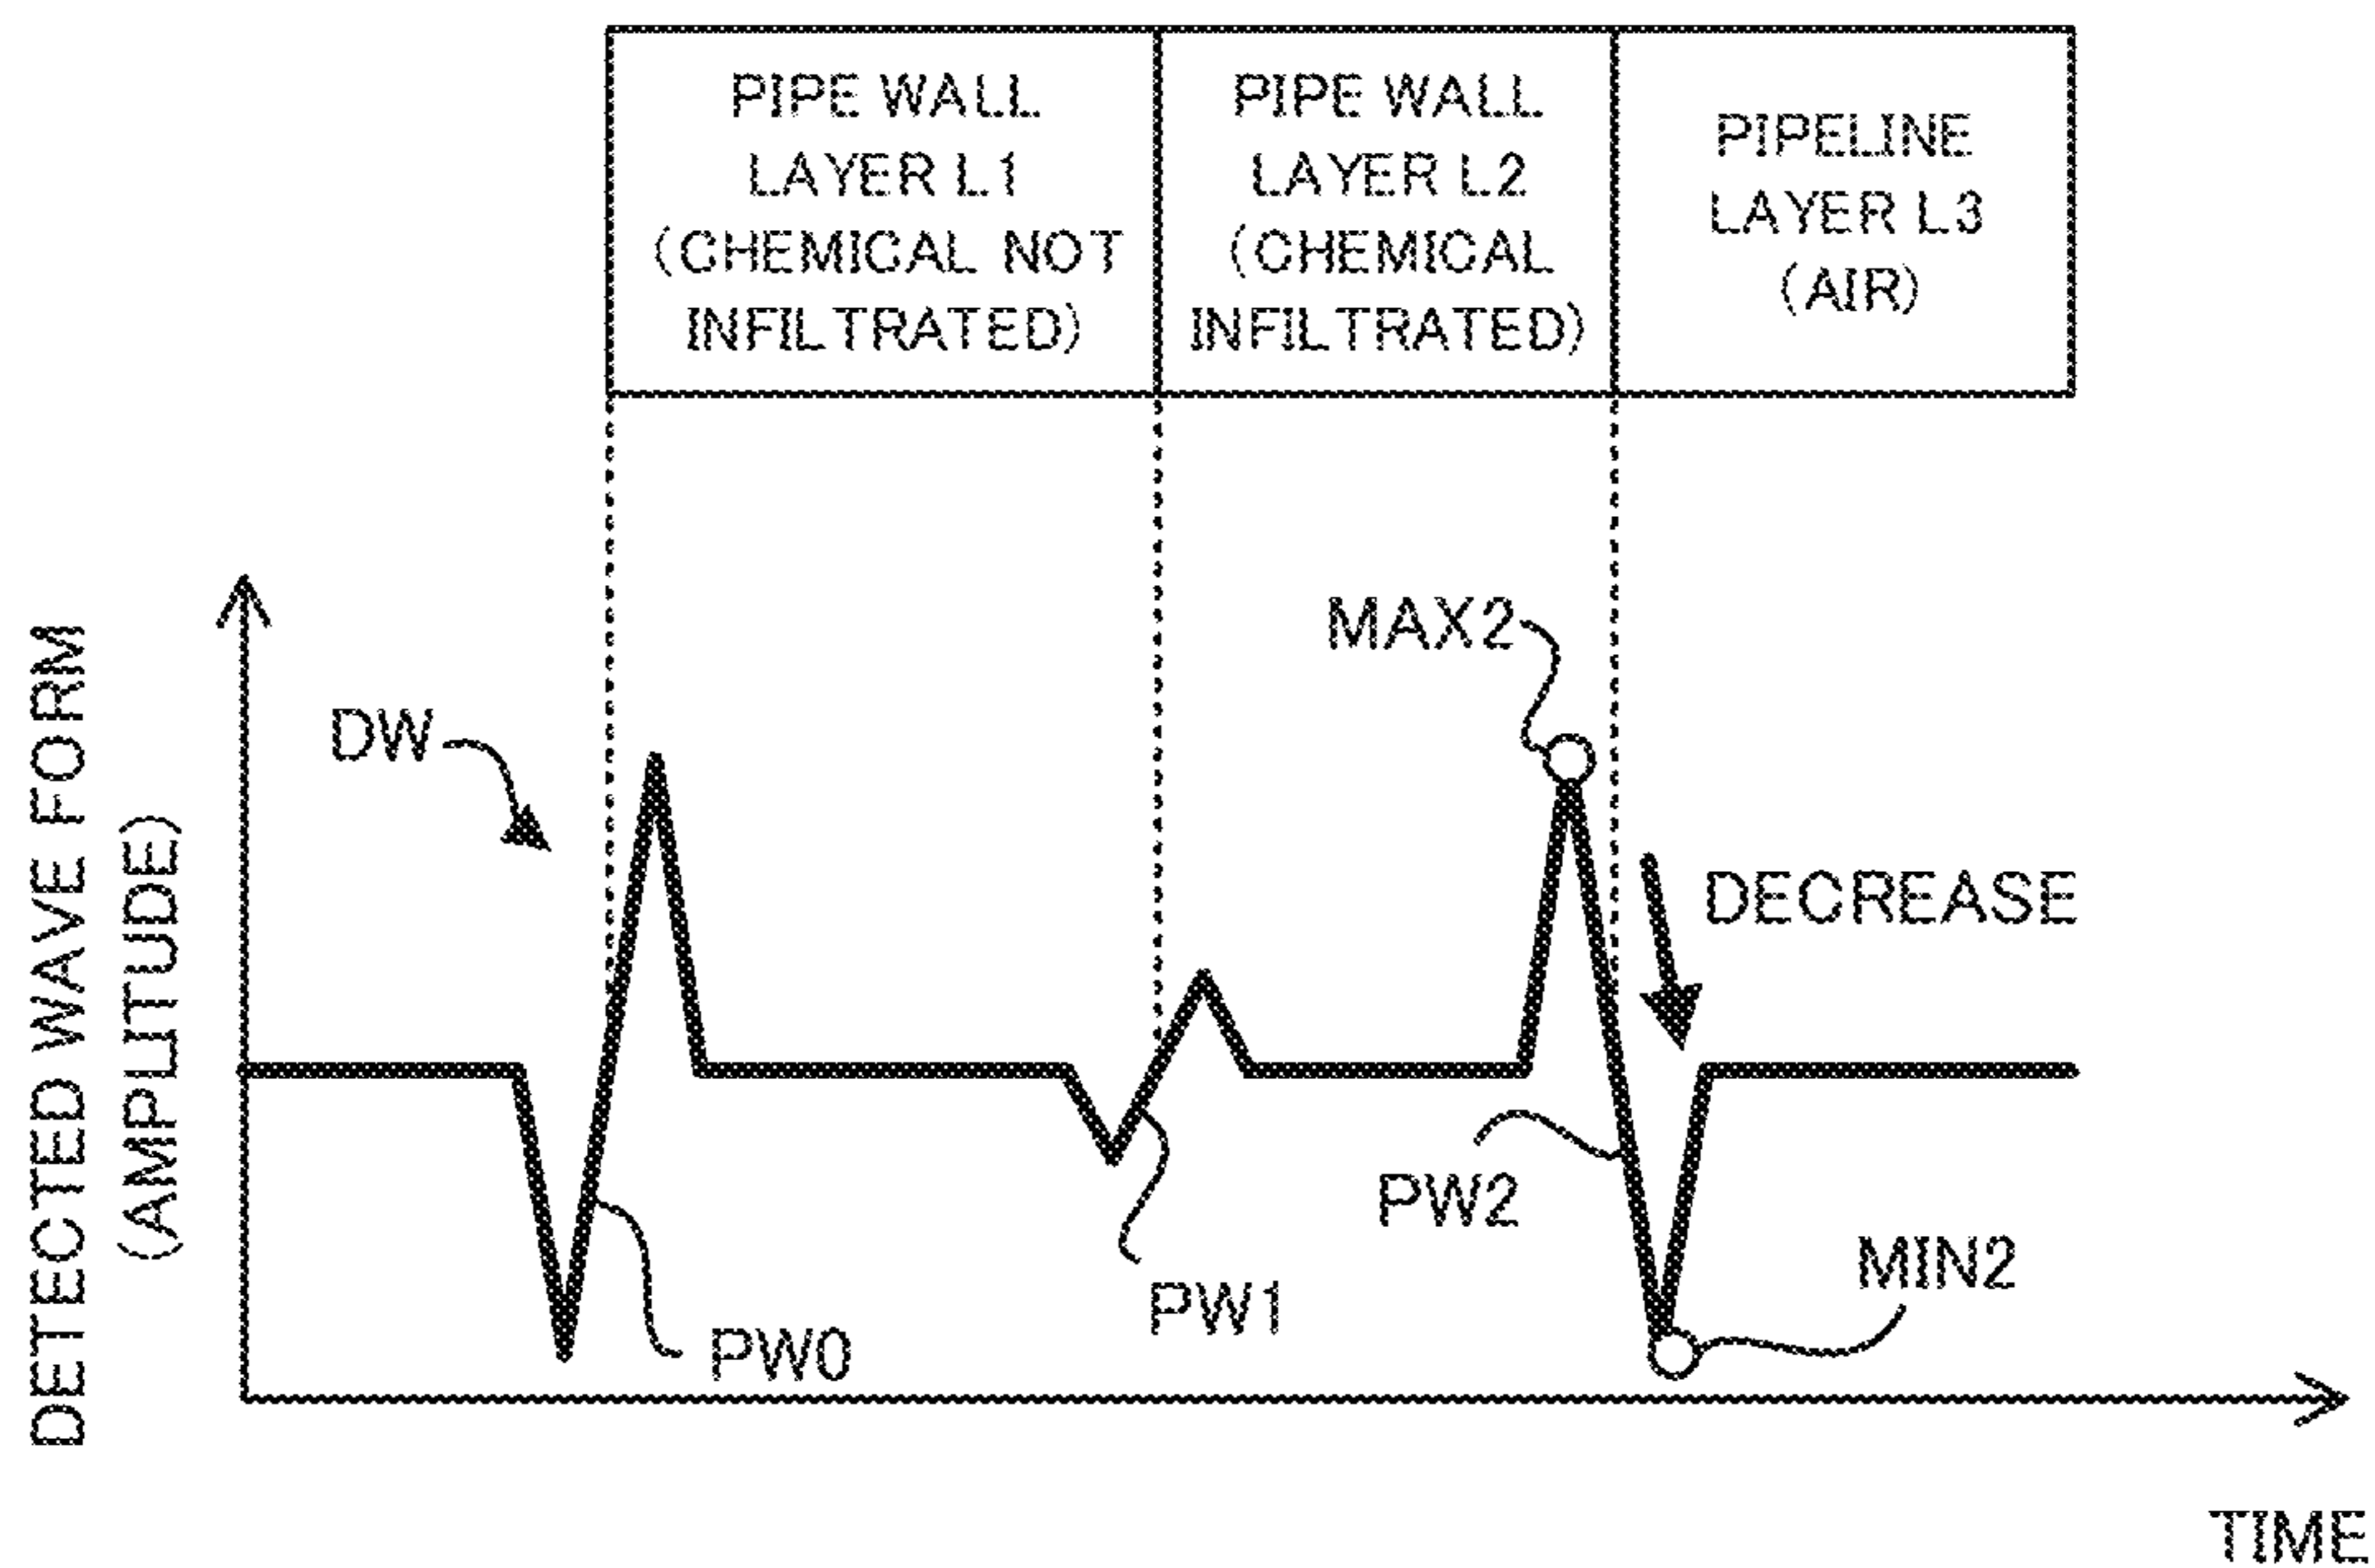 PIPE WALL
LAYER L1
(CHEMICAL NOT
INFILTRATED)
PIPE WALL
LAYER L2
(CHEMICAL
INFILTRATED)
PIPELINE
LAYER L3
(AIR)
DETECTED WAVE FORM
(AMPLITUDE)
DW
MAX2
DECREASE
PW0
PW1
PW2
MIN2
TIME